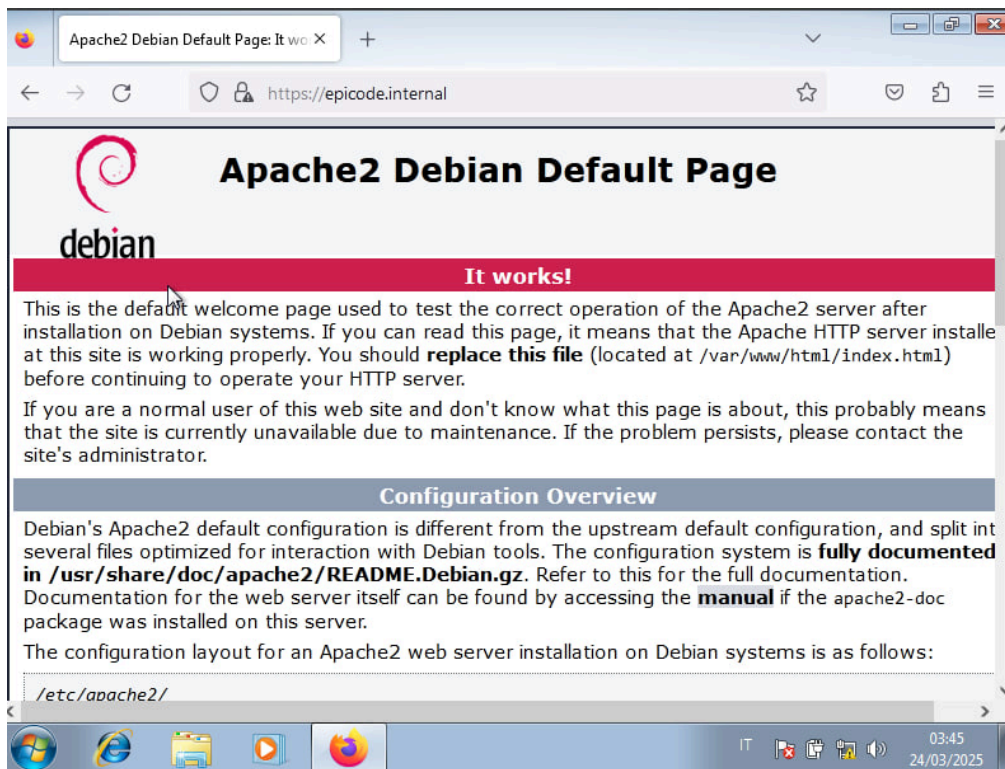 Apache2 Debian Default Page: It wo
https://epicode.internal
debian
Apache2 Debian Default Page
It works!
This is the default welcome page used to test the correct operation of the Apache2 server after
installation on Debian systems. If you can read this page, it means that the Apache HTTP server installe
at this site is working properly. You should replace this file (located at /var/www/html/index.html)
before continuing to operate your HTTP server.
If you are a normal user of this web site and don't know what this page is about, this probably means
that the site is currently unavailable due to maintenance. If the problem persists, please contact the
site's administrator.
Configuration Overview
Debian's Apache2 default configuration is different from the upstream default configuration, and split int
several files optimized for interaction with Debian tools. The configuration system is fully documented
in /usr/share/doc/apache2/README.Debian.gz. Refer to this for the full documentation.
Documentation for the web server itself can be found by accessing the manual if the apache2-doc
package was installed on this server.
The configuration layout for an Apache2 web server installation on Debian systems is as follows:
/etc/apache2/
IT
03:45
24/03/2025